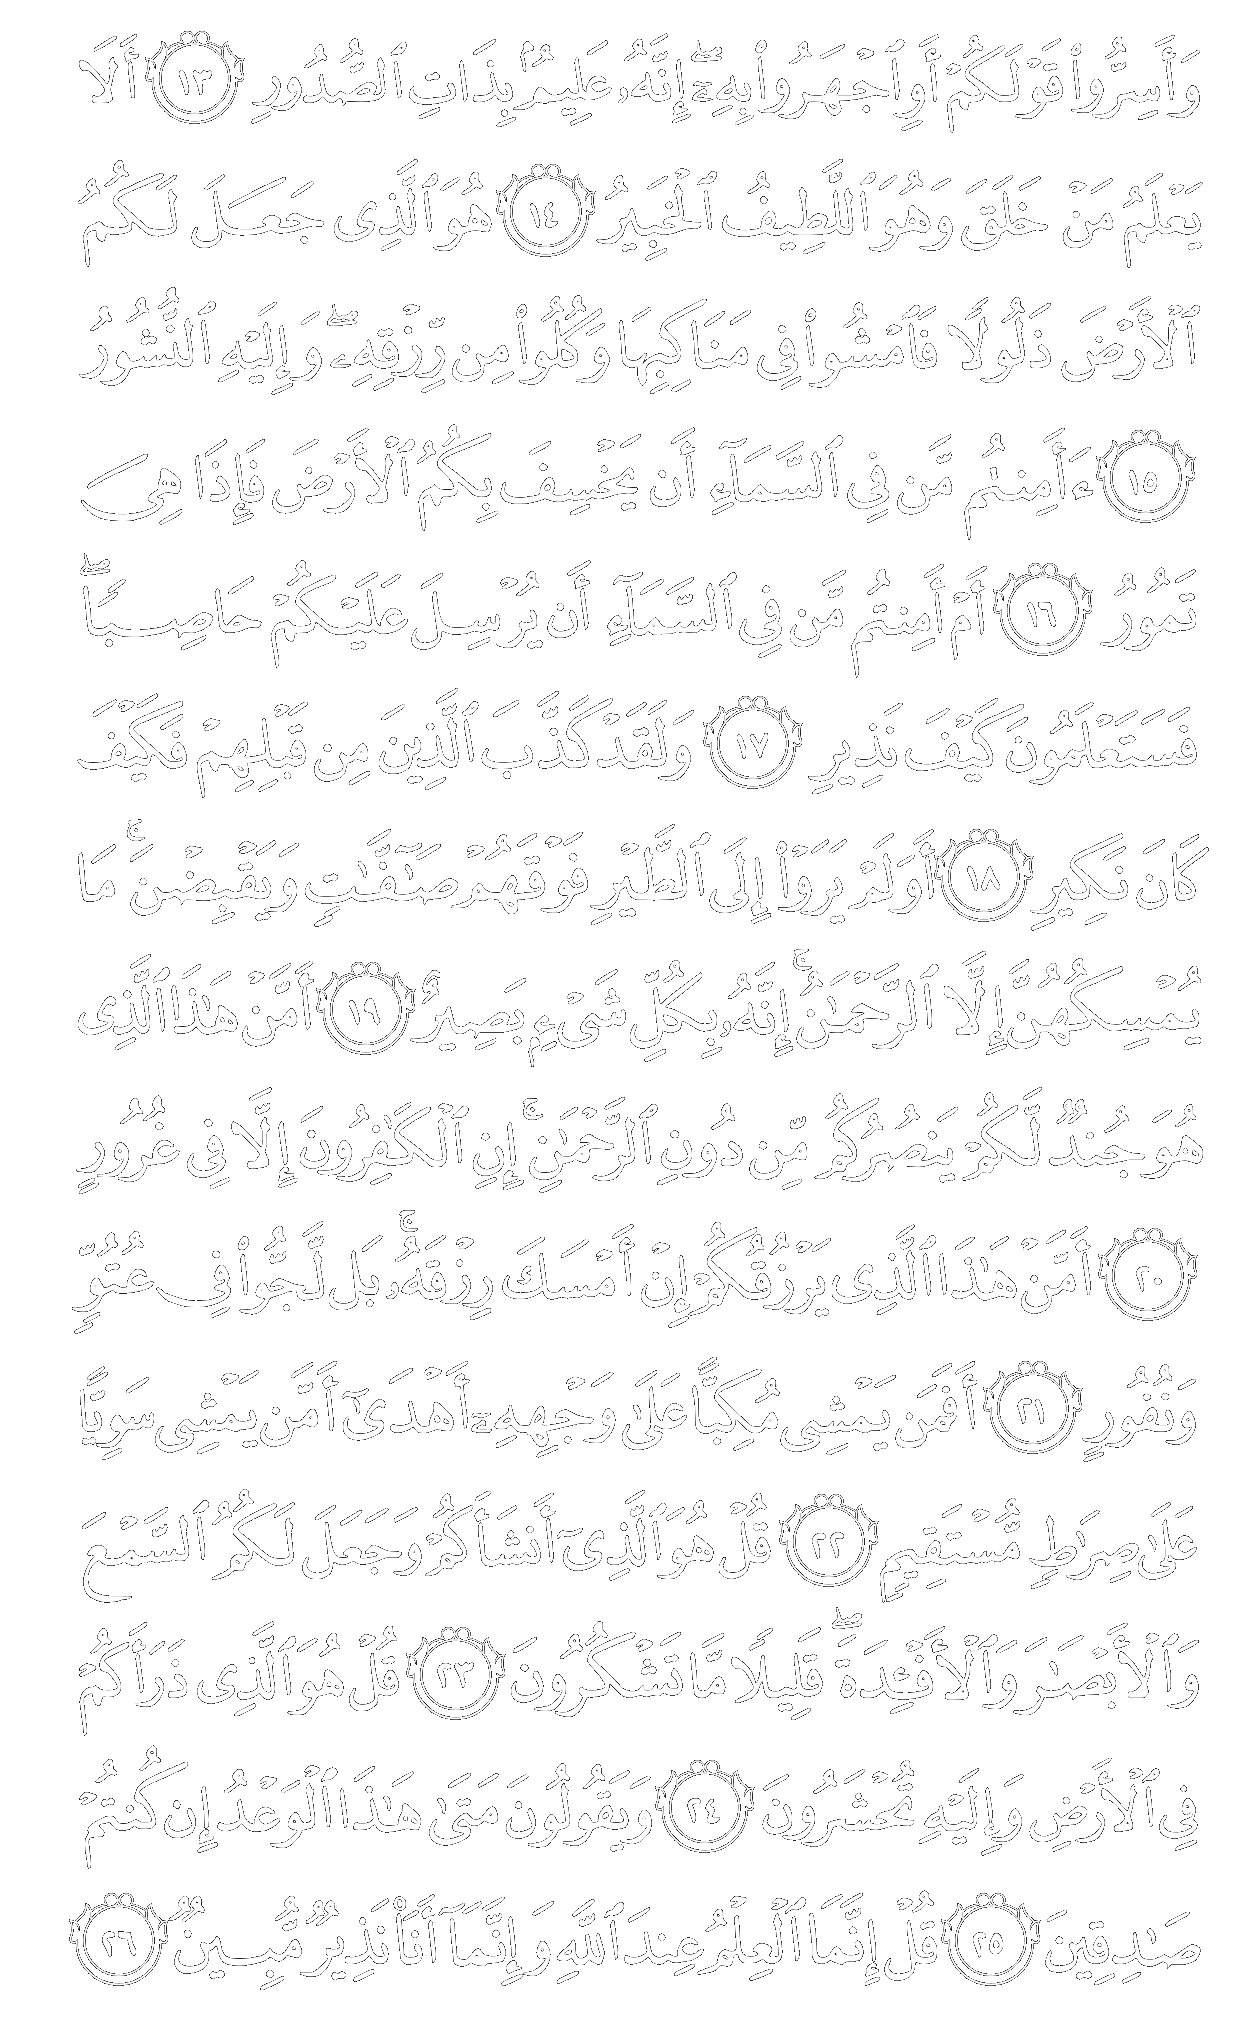 وَأَسِرُّوا۟ قَوْلَكُمْ أَوِ ٱجْهَرُوا۟ بِهِۦٓ ۖ إِنَّهُۥ عَلِيمٌۢ بِذَاتِ ٱلصُّدُورِ ١٣ أَلَا
يَعْلَمُ مَنْ خَلَقَ وَهُوَ ٱللَّطِيفُ ٱلْخَبِيرُ ١٤ هُوَ ٱلَّذِى جَعَلَ لَكُمُ
ٱلْأَرْضَ ذَلُولًا فَٱمْشُوا۟ فِى مَنَاكِبِهَا وَكُلُوا۟ مِن رِّزْقِهِۦ ۖ وَإِلَيْهِ ٱلنُّشُورُ
١٥ ءَأَمِنتُم مَّن فِى ٱلسَّمَآءِ أَن يَخْسِفَ بِكُمُ ٱلْأَرْضَ فَإِذَا هِىَ
تَمُورُ ١٦ أَمْ أَمِنتُم مَّن فِى ٱلسَّمَآءِ أَن يُرْسِلَ عَلَيْكُمْ حَاصِبًا ۖ
فَسَتَعْلَمُونَ كَيْفَ نَذِيرِ ١٧ وَلَقَدْ كَذَّبَ ٱلَّذِينَ مِن قَبْلِهِمْ فَكَيْفَ
كَانَ نَكِيرِ ١٨ أَوَلَمْ يَرَوْا۟ إِلَى ٱلطَّيْرِ فَوْقَهُمْ صَـٰٓفَّـٰتٍ وَيَقْبِضْنَ ۚ مَا
يُمْسِكُهُنَّ إِلَّا ٱلرَّحْمَـٰنُ ۚ إِنَّهُۥ بِكُلِّ شَىْءٍۭ بَصِيرٌ ١٩ أَمَّنْ هَـٰذَا ٱلَّذِى
هُوَ جُندٌ لَّكُمْ يَنصُرُكُم مِّن دُونِ ٱلرَّحْمَـٰنِ ۚ إِنِ ٱلْكَـٰفِرُونَ إِلَّا فِى غُرُورٍ
٢٠ أَمَّنْ هَـٰذَا ٱلَّذِى يَرْزُقُكُمْ إِنْ أَمْسَكَ رِزْقَهُۥ ۚ بَل لَّجُّوا۟ فِى عُتُوٍّ
وَنُفُورٍ ٢١ أَفَمَن يَمْشِى مُكِبًّا عَلَىٰ وَجْهِهِۦٓ أَهْدَىٰٓ أَمَّن يَمْشِى سَوِيًّا
عَلَىٰ صِرَٰطٍ مُّسْتَقِيمٍ ٢٢ قُلْ هُوَ ٱلَّذِىٓ أَنشَأَكُمْ وَجَعَلَ لَكُمُ ٱلسَّمْعَ
وَٱلْأَبْصَـٰرَ وَٱلْأَفْـِٔدَةَ ۖ قَلِيلًا مَّا تَشْكُرُونَ ٢٣ قُلْ هُوَ ٱلَّذِى ذَرَأَكُمْ
فِى ٱلْأَرْضِ وَإِلَيْهِ تُحْشَرُونَ ٢٤ وَيَقُولُونَ مَتَىٰ هَـٰذَا ٱلْوَعْدُ إِن كُنتُمْ
صَـٰدِقِينَ ٢٥ قُلْ إِنَّمَا ٱلْعِلْمُ عِندَ ٱللَّهِ وَإِنَّمَآ أَنَا۠ نَذِيرٌ مُّبِينٌ ٢٦